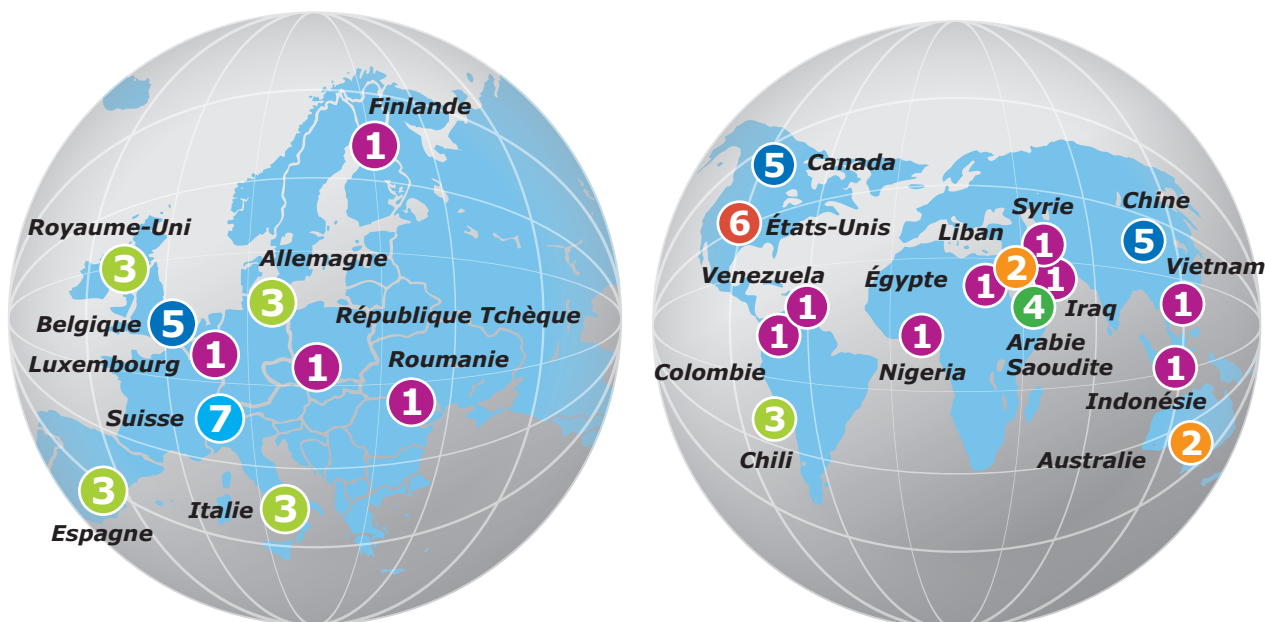 Finlande
1
Royaume-Uni
3
Allemagne
3
Belgique
5
République Tchèque
Luxembourg
1
1
Roumanie
1
Suisse
7
3
Espagne
Italie
3
5
Canada
6
États-Unis
Syrie
1
Chine
5
Liban
2
Vietnam
1
Venezuela
1
Égypte
1
1
Iraq
4
Arabie
Saoudite
1
Colombie
1
Nigeria
1
Indonésie
3
Chili
Australie
2